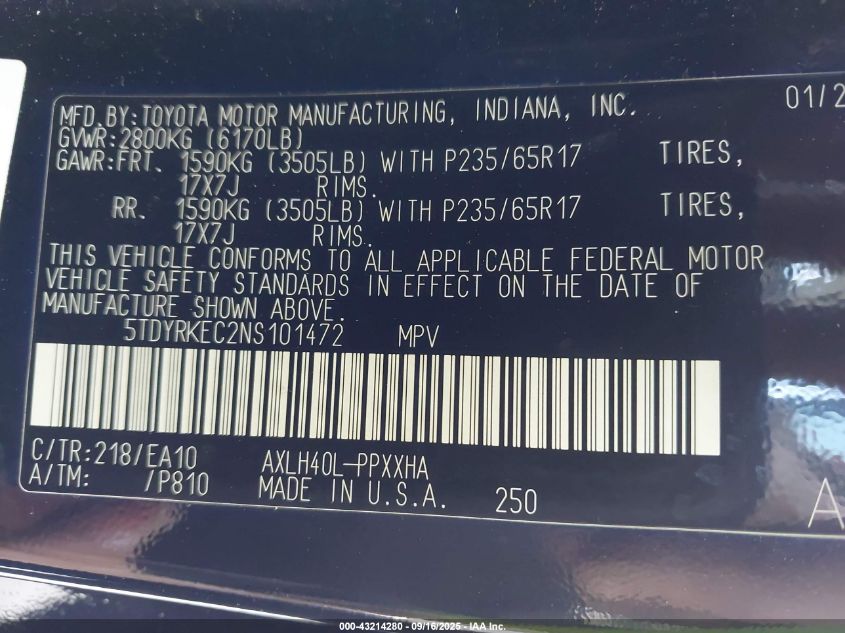 MFD. BY: TOYOTA MOTOR MANUFACTURING, INDIANA, INC. 01/2
GVWR: 2800KG (6170LB)
GAWR: FRT. 1590KG (3505LB) WITH P235/65R17 TIRES,
17X7J RIMS.
RR. 1590KG (3505LB) WITH P235/65R17 TIRES,
17X7J RIMS.
THIS VEHICLE CONFORMS TO ALL APPLICABLE FEDERAL MOTOR
VEHICLE SAFETY STANDARDS IN EFFECT ON THE DATE OF
MANUFACTURE SHOWN ABOVE.
5TDYRKEC2NS101472 MPV
C/TR: 218/EA10 AXLH40L-PPXXHA
A/TM: /P810 MADE IN U.S.A. 250 A
000-43214280 - 09/16/2025 - IAA Inc.